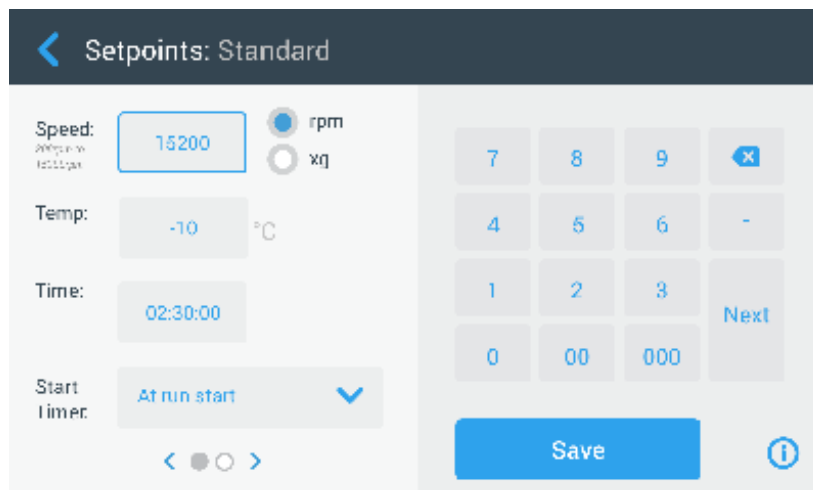 Setpoints: Standard
Speed:
15200
rpm
xg
Temp:
-10
°C
Time:
02:30:00
Start
Timer:
At run start
7 8 9
4 5 6 -
1 2 3
Next
0 00 000
Save